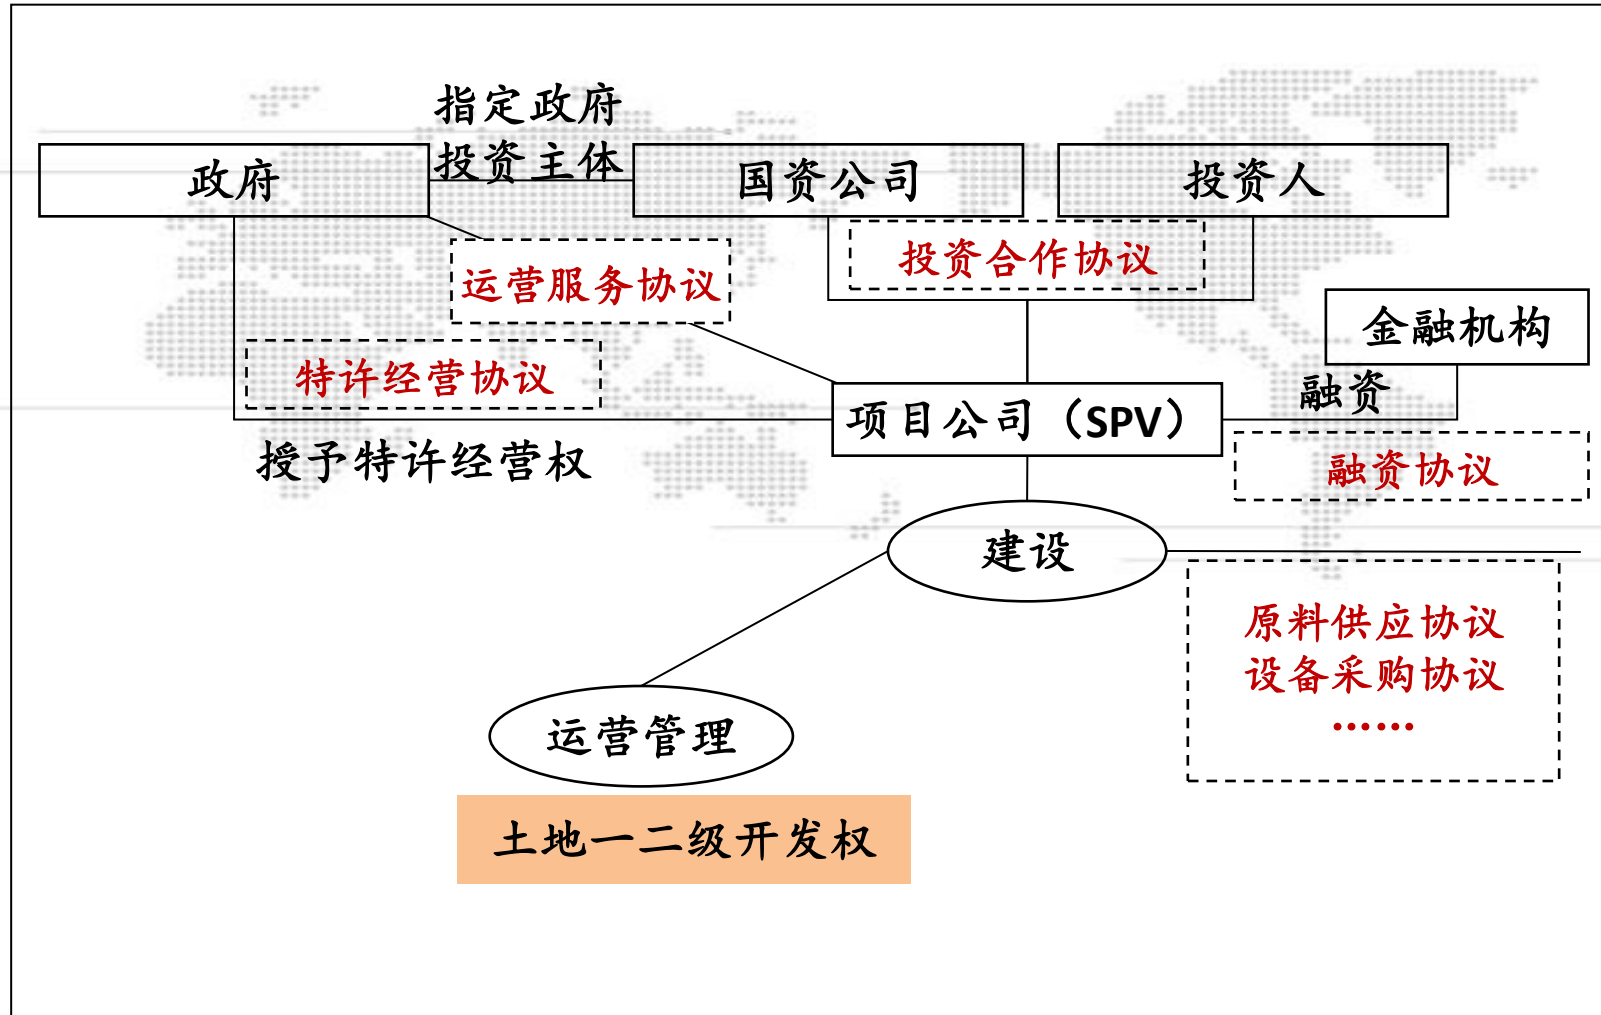 指定政府
投资主体
政府
国资公司
投资人
运营服务协议
投资合作协议
金融机构
特许经营协议
融资
项目公司（SPV）
授予特许经营权
融资协议
建设
原料供应协议
设备采购协议
……
运营管理
土地一二级开发权